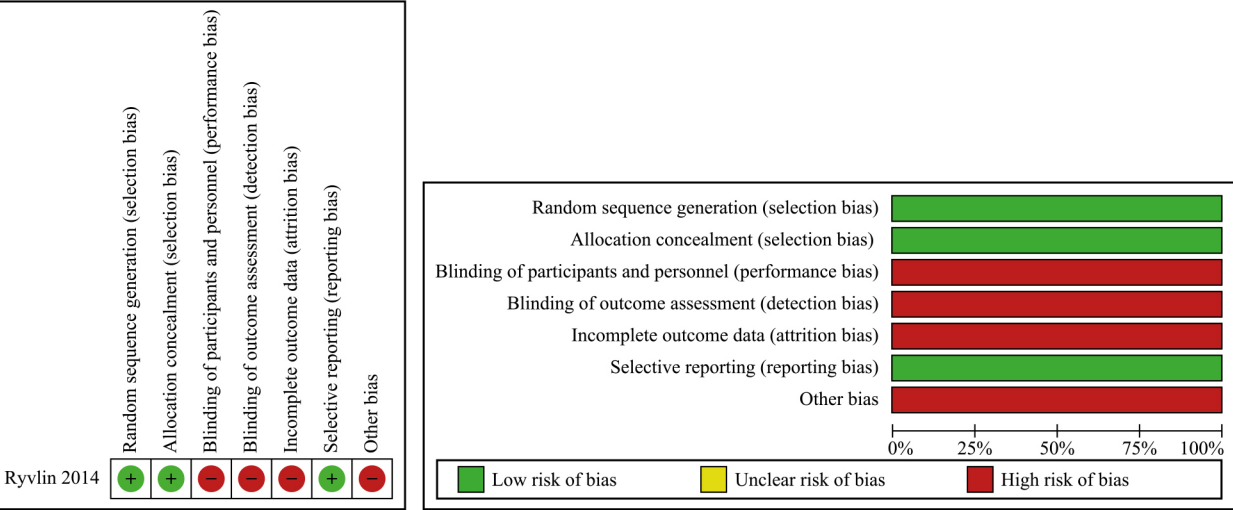 Random sequence generation (selection bias)
Allocation concealment (selection bias)
Blinding of participants and personnel (performance bias)
Blinding of outcome assessment (detection bias)
Incomplete outcome data (attrition bias)
Selective reporting (reporting bias)
Other bias
Ryvlin 2014 + + – – – + –
Random sequence generation (selection bias)
Allocation concealment (selection bias)
Blinding of participants and personnel (performance bias)
Blinding of outcome assessment (detection bias)
Incomplete outcome data (attrition bias)
Selective reporting (reporting bias)
Other bias
0% 25% 50% 75% 100%
Low risk of bias Unclear risk of bias High risk of bias